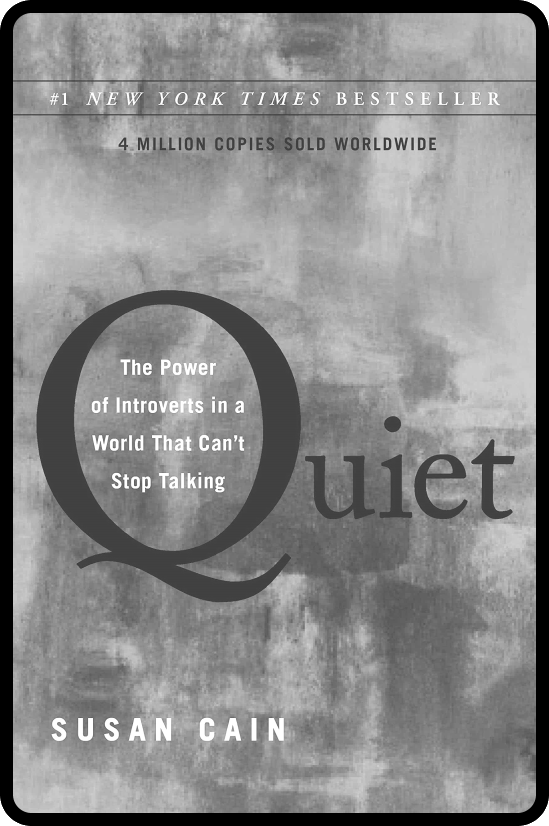 #1 NEW YORK TIMES BESTSELLER
4 MILLION COPIES SOLD WORLDWIDE
The Power
of Introverts in a
World That Can't
Stop Talking
Quiet
SUSAN CAIN